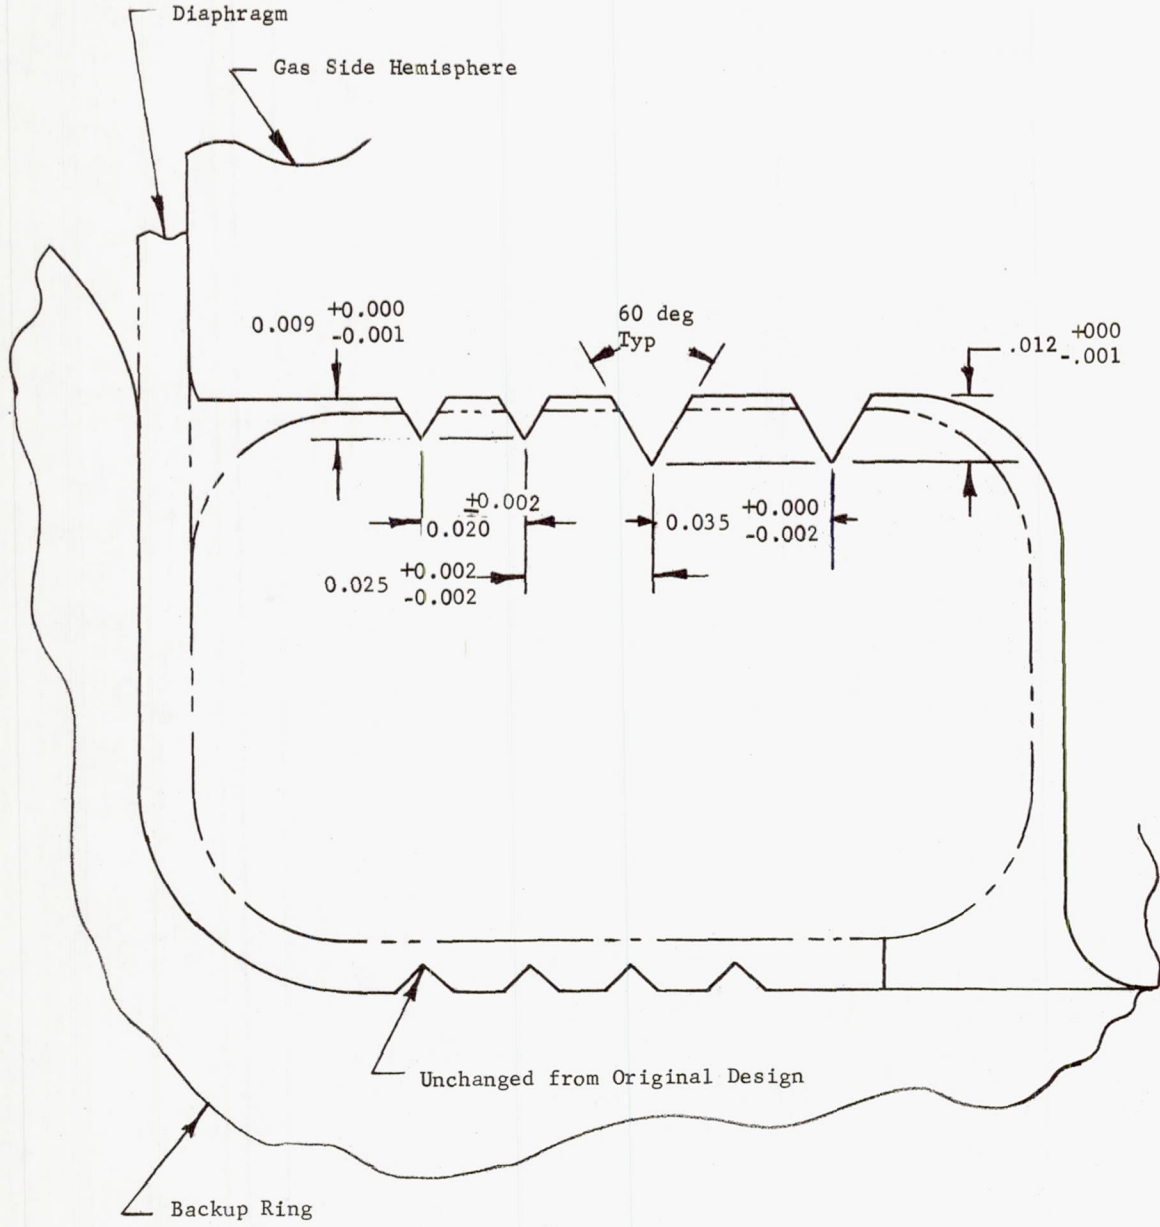 Diaphragm
Gas Side Hemisphere
0.009 +0.000
-0.001
60 deg
Typ
.012 +000
-.001
±0.002
0.020
0.035 +0.000
-0.002
0.025 +0.002
-0.002
Unchanged from Original Design
Backup Ring